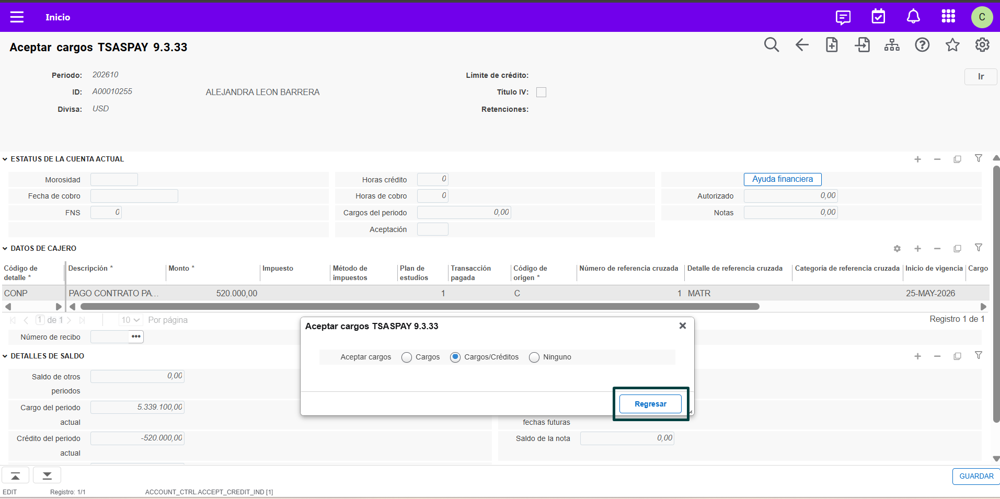 Inicio
C
Aceptar cargos TSASPAY 9.3.33
Periodo: 202610
Límite de crédito:
Ir
ID: A00010255 ALEJANDRA LEON BARRERA
Título IV:
Divisa: USD
Retenciones:
ESTATUS DE LA CUENTA ACTUAL
Morosidad
Horas crédito 0
Ayuda financiera
Fecha de cobro
Horas de cobro 0
Autorizado 0,00
FNS 0
Cargos del periodo 0,00
Notas 0,00
Aceptación
DATOS DE CAJERO
Código de detalle * Descripción * Monto * Impuesto Método de impuestos Plan de estudios Transacción pagada Código de origen * Número de referencia cruzada Detalle de referencia cruzada Categoría de referencia cruzada Inicio de vigencia Cargo
CONP PAGO CONTRATO PA... 520.000,00 1 C 1 MATR 25-MAY-2026
1 de 1 10 Por página
Registro 1 de 1
Número de recibo •••
Aceptar cargos TSASPAY 9.3.33
Aceptar cargos Cargos Cargos/Créditos Ninguno
Regresar
DETALLES DE SALDO
Saldo de otros periodos 0,00
Cargo del periodo actual 5.339.100,00
fechas futuras
Crédito del periodo actual -520.000,00
Saldo de la nota 0,00
GUARDAR
EDIT Registro: 1/1 ACCOUNT_CTRL.ACCEPT_CREDIT_IND [1]